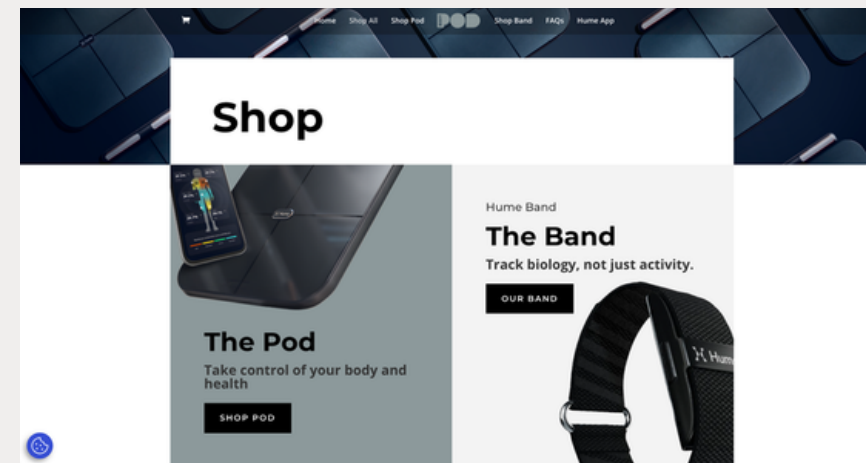 Home Shop All Shop Pod POD Shop Band FAQs Hume App
Shop
The Pod
Take control of your body and
health
SHOP POD
Hume Band
The Band
Track biology, not just activity.
OUR BAND
Hume